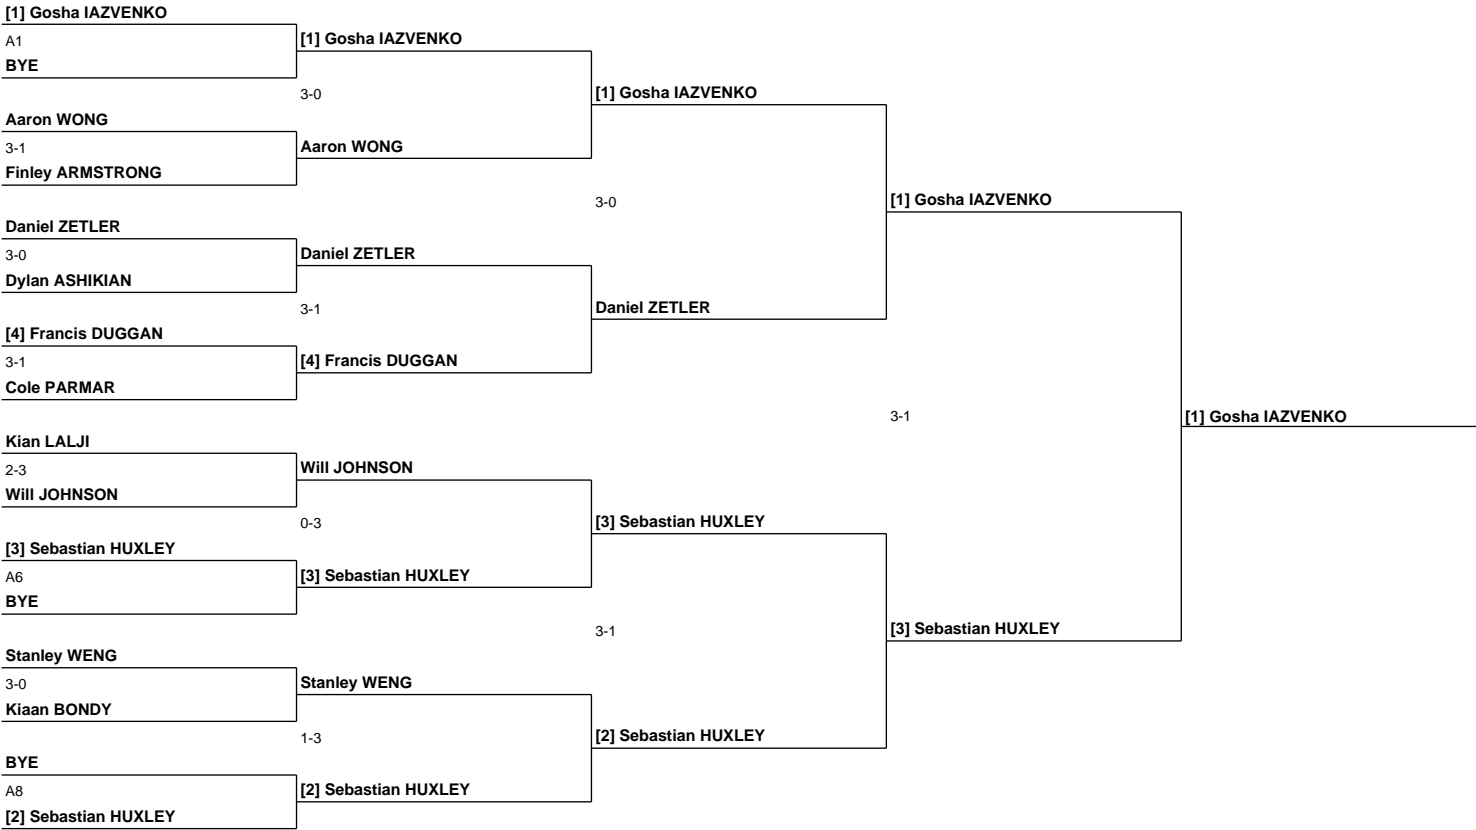 [1] Gosha IAZVENKO
A1
BYE
[1] Gosha IAZVENKO
3-0
[1] Gosha IAZVENKO
Aaron WONG
3-1
Finley ARMSTRONG
Aaron WONG
3-0
[1] Gosha IAZVENKO
Daniel ZETLER
3-0
Dylan ASHIKIAN
Daniel ZETLER
3-1
Daniel ZETLER
[4] Francis DUGGAN
3-1
Cole PARMAR
[4] Francis DUGGAN
3-1
[1] Gosha IAZVENKO
Kian LALJI
2-3
Will JOHNSON
Will JOHNSON
0-3
[3] Sebastian HUXLEY
[3] Sebastian HUXLEY
A6
BYE
[3] Sebastian HUXLEY
3-1
[3] Sebastian HUXLEY
Stanley WENG
3-0
Kiaan BONDY
Stanley WENG
1-3
[2] Sebastian HUXLEY
BYE
A8
[2] Sebastian HUXLEY
[2] Sebastian HUXLEY